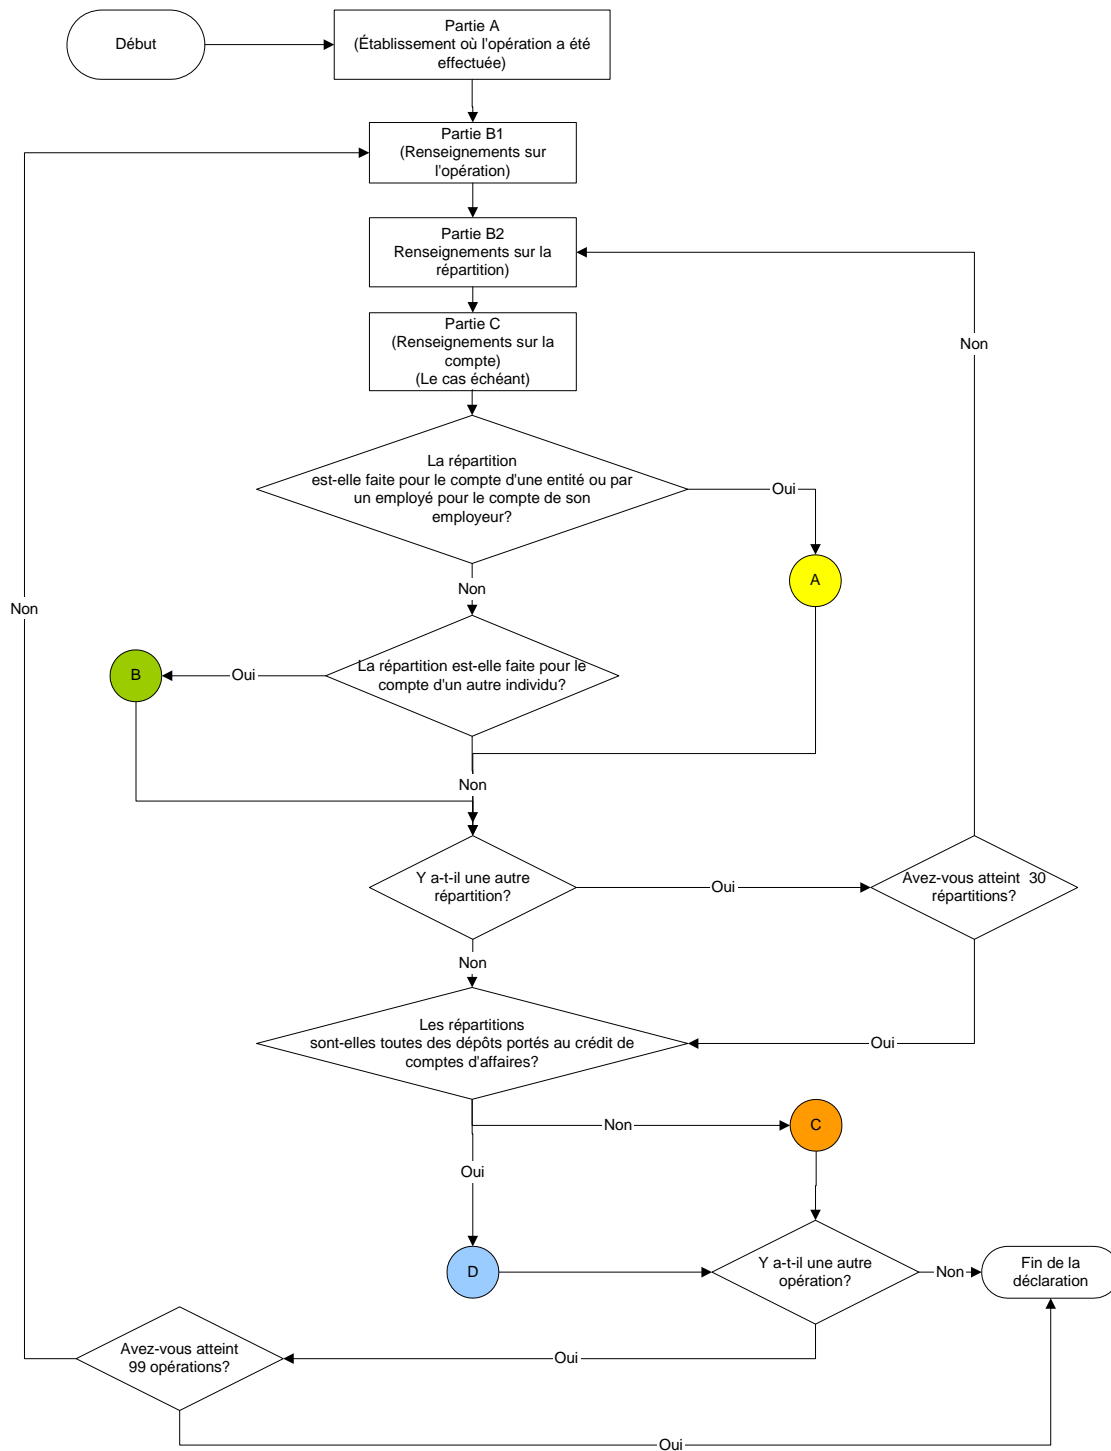 Début
Partie A
(Établissement où l'opération a été
effectuée)
Partie B1
(Renseignements sur
l'opération)
Partie B2
Renseignements sur la
répartition)
Partie C
(Renseignements sur la
compte)
(Le cas échéant)
Non
La répartition
est-elle faite pour le compte d'une entité ou par
un employé pour le compte de son
employeur?
Oui
A
Non
Non
La répartition est-elle faite pour le
compte d'un autre individu?
Oui
B
Non
Y a-t-il une autre
répartition?
Oui
Avez-vous atteint  30
répartitions?
Non
Les répartitions
sont-elles toutes des dépôts portés au crédit de
comptes d'affaires?
Oui
Non
C
Oui
D
Y a-t-il une autre
opération?
Non
Fin de la
déclaration
Avez-vous atteint
99 opérations?
Oui
Oui